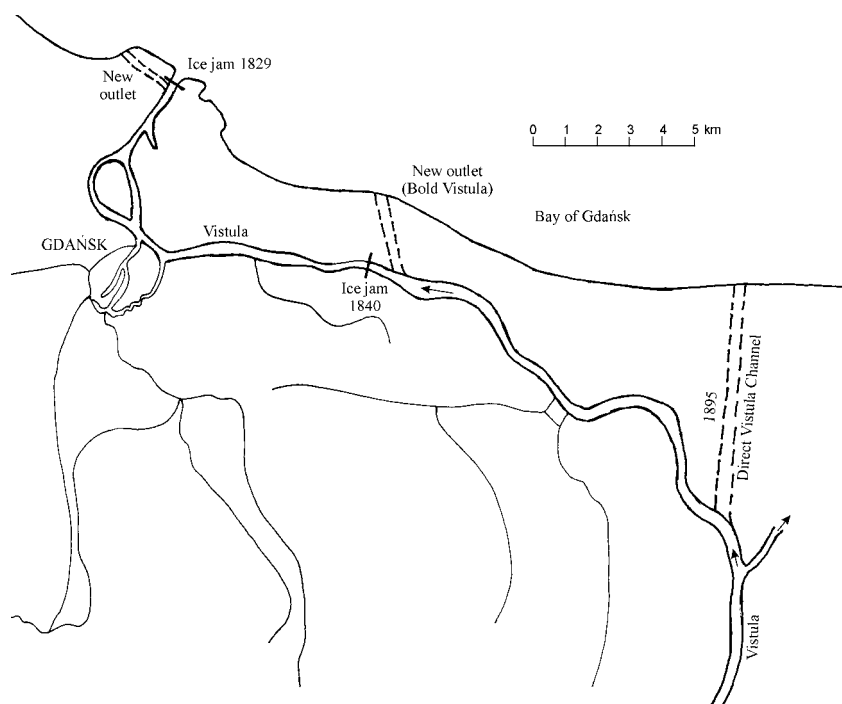 Ice jam 1829
New
outlet
0 1 2 3 4 5 km
New outlet
(Bold Vistula)
Bay of Gdańsk
Vistula
GDAŃSK
Ice jam
1840
1895
Direct Vistula Channel
Vistula